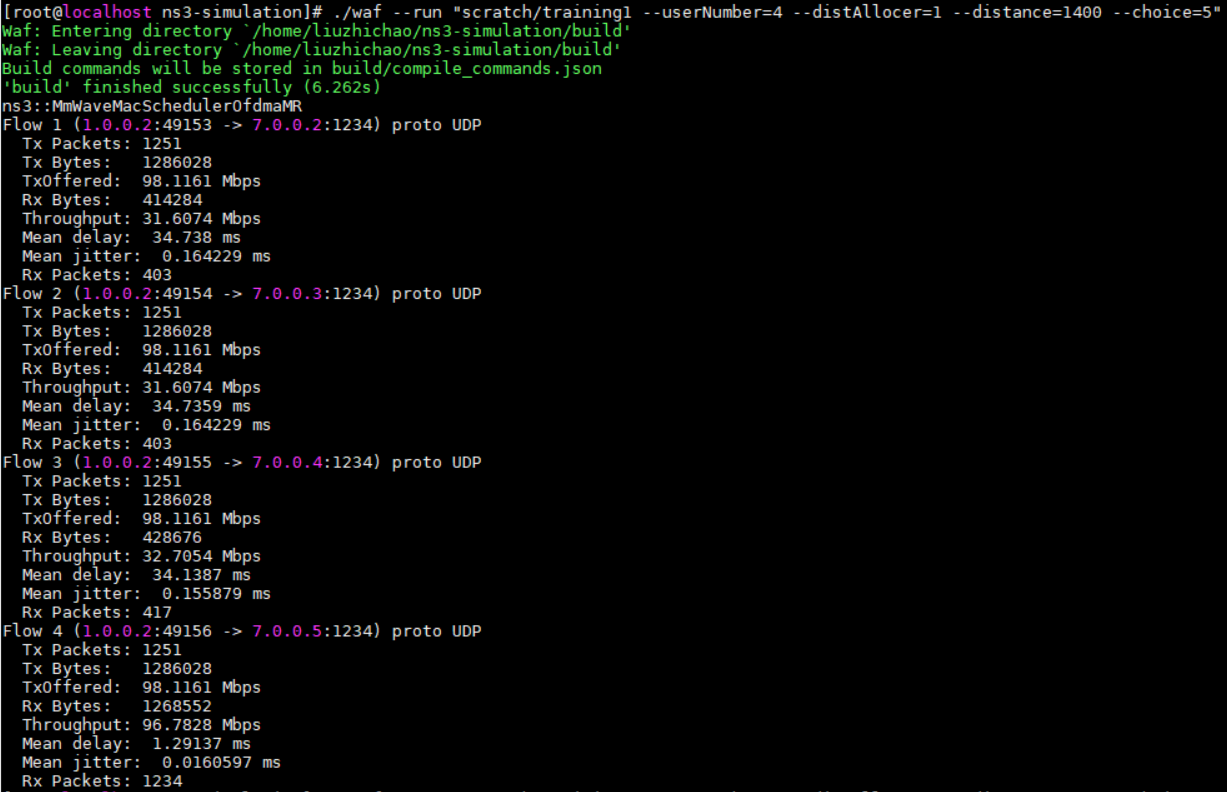 [root@localhost ns3-simulation]# ./waf --run "scratch/training1 --userNumber=4 --distAllocer=1 --distance=1400 --choice=5"
Waf: Entering directory `/home/liuzhichao/ns3-simulation/build'
Waf: Leaving directory `/home/liuzhichao/ns3-simulation/build'
Build commands will be stored in build/compile_commands.json
'build' finished successfully (6.262s)
ns3::MmWaveMacSchedulerOfdmaMR
Flow 1 (1.0.0.2:49153 -> 7.0.0.2:1234) proto UDP
  Tx Packets: 1251
  Tx Bytes:   1286028
  TxOffered:  98.1161 Mbps
  Rx Bytes:   414284
  Throughput: 31.6074 Mbps
  Mean delay:  34.738 ms
  Mean jitter:  0.164229 ms
  Rx Packets: 403
Flow 2 (1.0.0.2:49154 -> 7.0.0.3:1234) proto UDP
  Tx Packets: 1251
  Tx Bytes:   1286028
  TxOffered:  98.1161 Mbps
  Rx Bytes:   414284
  Throughput: 31.6074 Mbps
  Mean delay:  34.7359 ms
  Mean jitter:  0.164229 ms
  Rx Packets: 403
Flow 3 (1.0.0.2:49155 -> 7.0.0.4:1234) proto UDP
  Tx Packets: 1251
  Tx Bytes:   1286028
  TxOffered:  98.1161 Mbps
  Rx Bytes:   428676
  Throughput: 32.7054 Mbps
  Mean delay:  34.1387 ms
  Mean jitter:  0.155879 ms
  Rx Packets: 417
Flow 4 (1.0.0.2:49156 -> 7.0.0.5:1234) proto UDP
  Tx Packets: 1251
  Tx Bytes:   1286028
  TxOffered:  98.1161 Mbps
  Rx Bytes:   1268552
  Throughput: 96.7828 Mbps
  Mean delay:  1.29137 ms
  Mean jitter:  0.0160597 ms
  Rx Packets: 1234